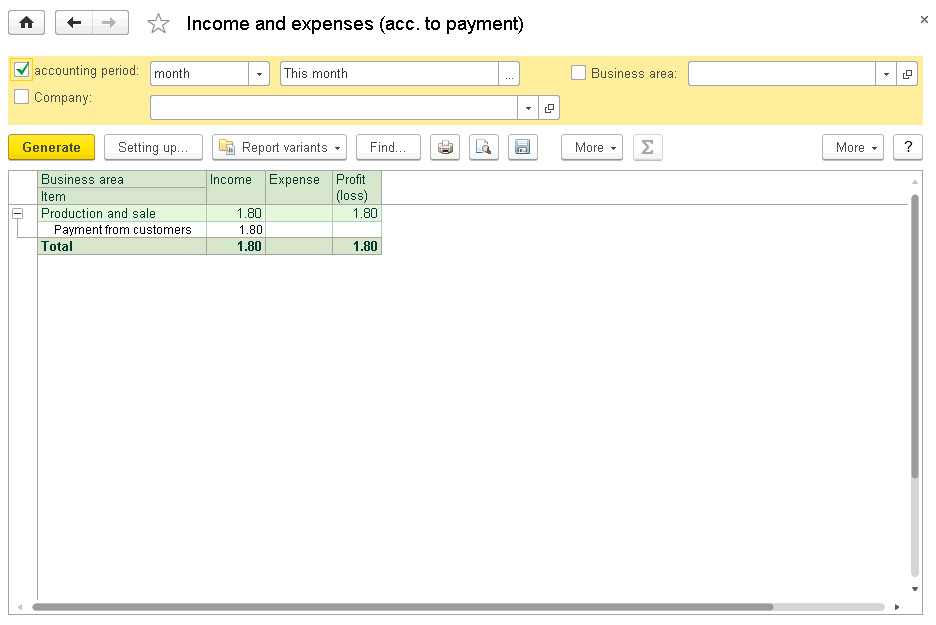 Income and expenses (acc. to payment)
accounting period: month This month ... Business area:
Company:
Generate Setting up... Report variants Find... More Σ More ?
Business area Income Expense Profit
Item (loss)
Production and sale 1.80 1.80
Payment from customers 1.80
Total 1.80 1.80